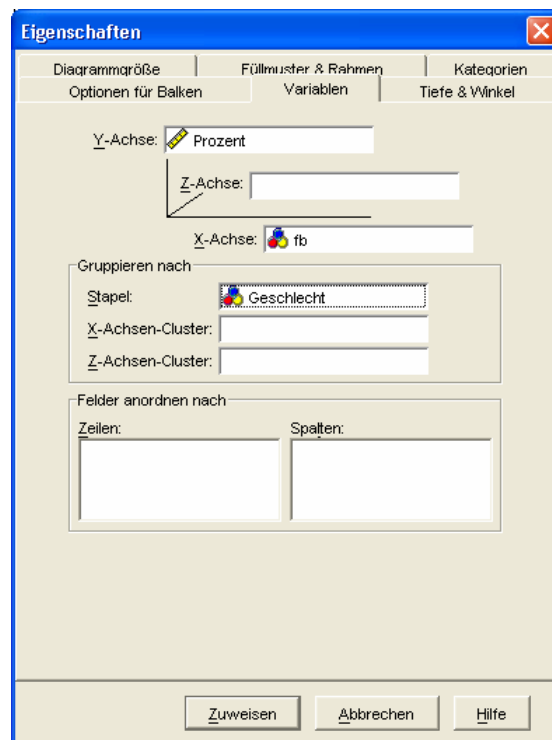 Eigenschaften
Diagrammgröße Füllmuster & Rahmen Kategorien
Optionen für Balken Variablen Tiefe & Winkel
Y-Achse: Prozent
Z-Achse:
X-Achse: fb
Gruppieren nach
Stapel: Geschlecht
X-Achsen-Cluster:
Z-Achsen-Cluster:
Felder anordnen nach
Zeilen: Spalten:
Zuweisen Abbrechen Hilfe